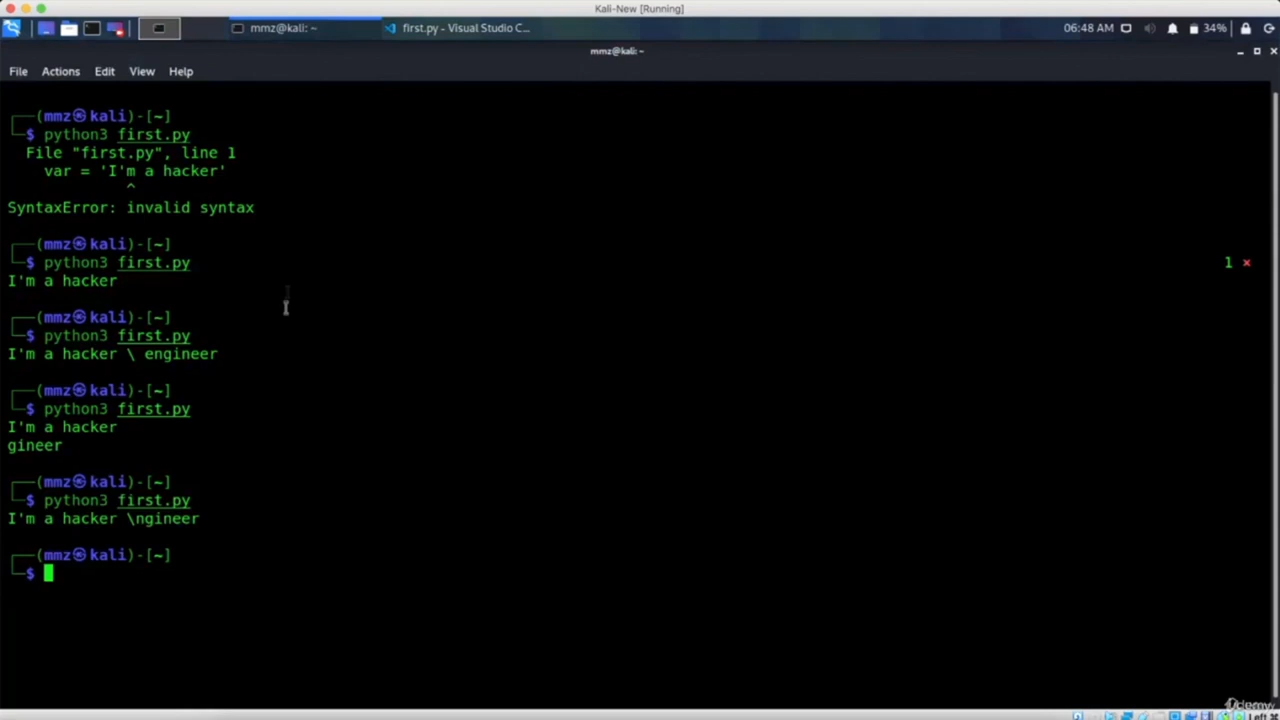 Kali-New [Running]
mmz@kali: ~
first.py - Visual Studio C...
06:48 AM
34%
mmz@kali: ~
File Actions Edit View Help
(mmz㉿kali)-[~]
$ python3 first.py
File "first.py", line 1
var = 'I'm a hacker'
^
SyntaxError: invalid syntax
(mmz㉿kali)-[~]
$ python3 first.py
1 ×
I'm a hacker
(mmz㉿kali)-[~]
$ python3 first.py
I'm a hacker \ engineer
(mmz㉿kali)-[~]
$ python3 first.py
I'm a hacker
gineer
(mmz㉿kali)-[~]
$ python3 first.py
I'm a hacker \ngineer
(mmz㉿kali)-[~]
$
Udemy
Left ⌘